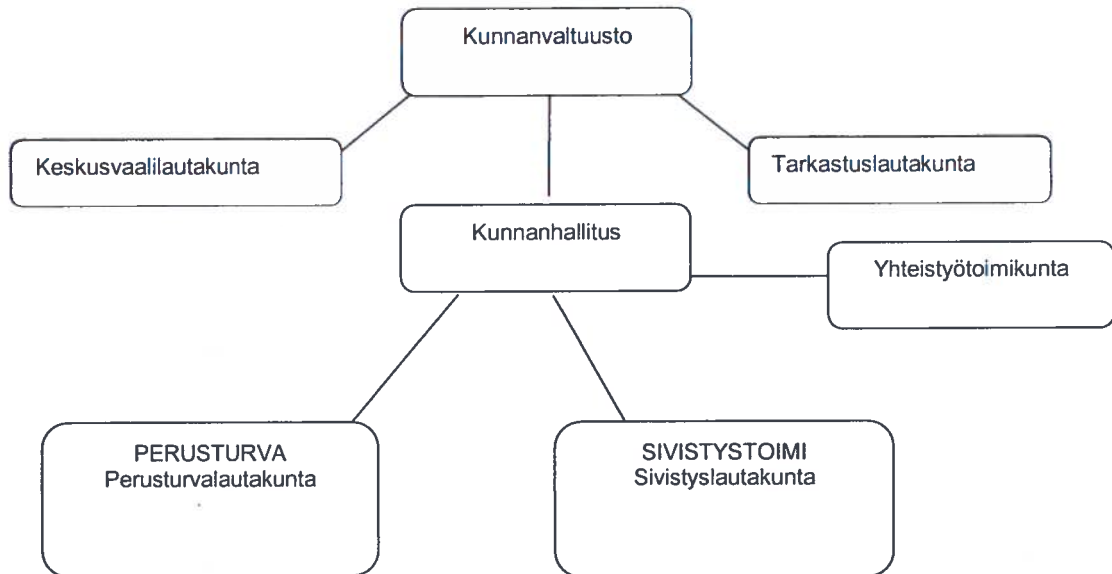 Kunnanvaltuusto
Keskusvaalilautakunta
Tarkastuslautakunta
Kunnanhallitus
Yhteistyötoimikunta
PERUSTURVA
Perusturvalautakunta
SIVISTYSTOIMI
Sivistyslautakunta